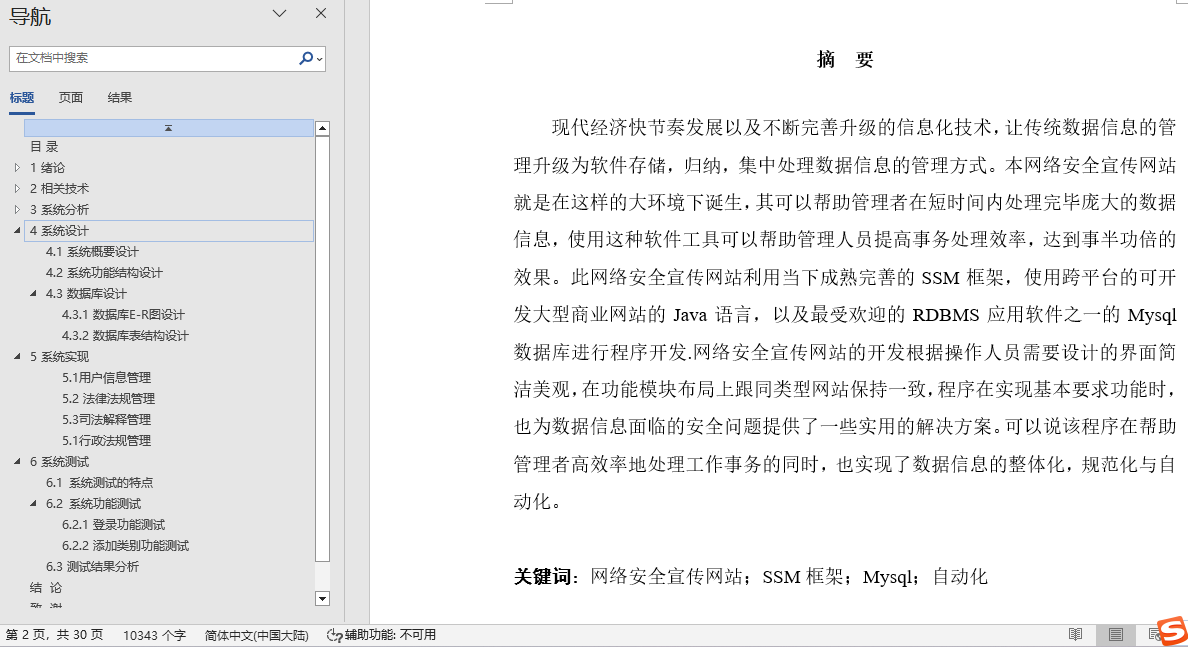 导航
在文档中搜索
标题 页面 结果
目 录
1 绪论
2 相关技术
3 系统分析
4 系统设计
4.1 系统概要设计
4.2 系统功能结构设计
4.3 数据库设计
4.3.1 数据库E-R图设计
4.3.2 数据库表结构设计
5 系统实现
5.1用户信息管理
5.2 法律法规管理
5.3司法解释管理
5.1行政法规管理
6 系统测试
6.1 系统测试的特点
6.2 系统功能测试
6.2.1 登录功能测试
6.2.2 添加类别功能测试
6.3 测试结果分析
结 论
致 谢
摘 要
现代经济快节奏发展以及不断完善升级的信息化技术，让传统数据信息的管
理升级为软件存储，归纳，集中处理数据信息的管理方式。本网络安全宣传网站
就是在这样的大环境下诞生，其可以帮助管理者在短时间内处理完毕庞大的数据
信息，使用这种软件工具可以帮助管理人员提高事务处理效率，达到事半功倍的
效果。此网络安全宣传网站利用当下成熟完善的 SSM 框架，使用跨平台的可开
发大型商业网站的 Java 语言，以及最受欢迎的 RDBMS 应用软件之一的 Mysql
数据库进行程序开发.网络安全宣传网站的开发根据操作人员需要设计的界面简
洁美观，在功能模块布局上跟同类型网站保持一致，程序在实现基本要求功能时，
也为数据信息面临的安全问题提供了一些实用的解决方案。可以说该程序在帮助
管理者高效率地处理工作事务的同时，也实现了数据信息的整体化，规范化与自
动化。
关键词：网络安全宣传网站；SSM 框架；Mysql；自动化
第 2 页，共 30 页 10343 个字 简体中文(中国大陆) 辅助功能: 不可用